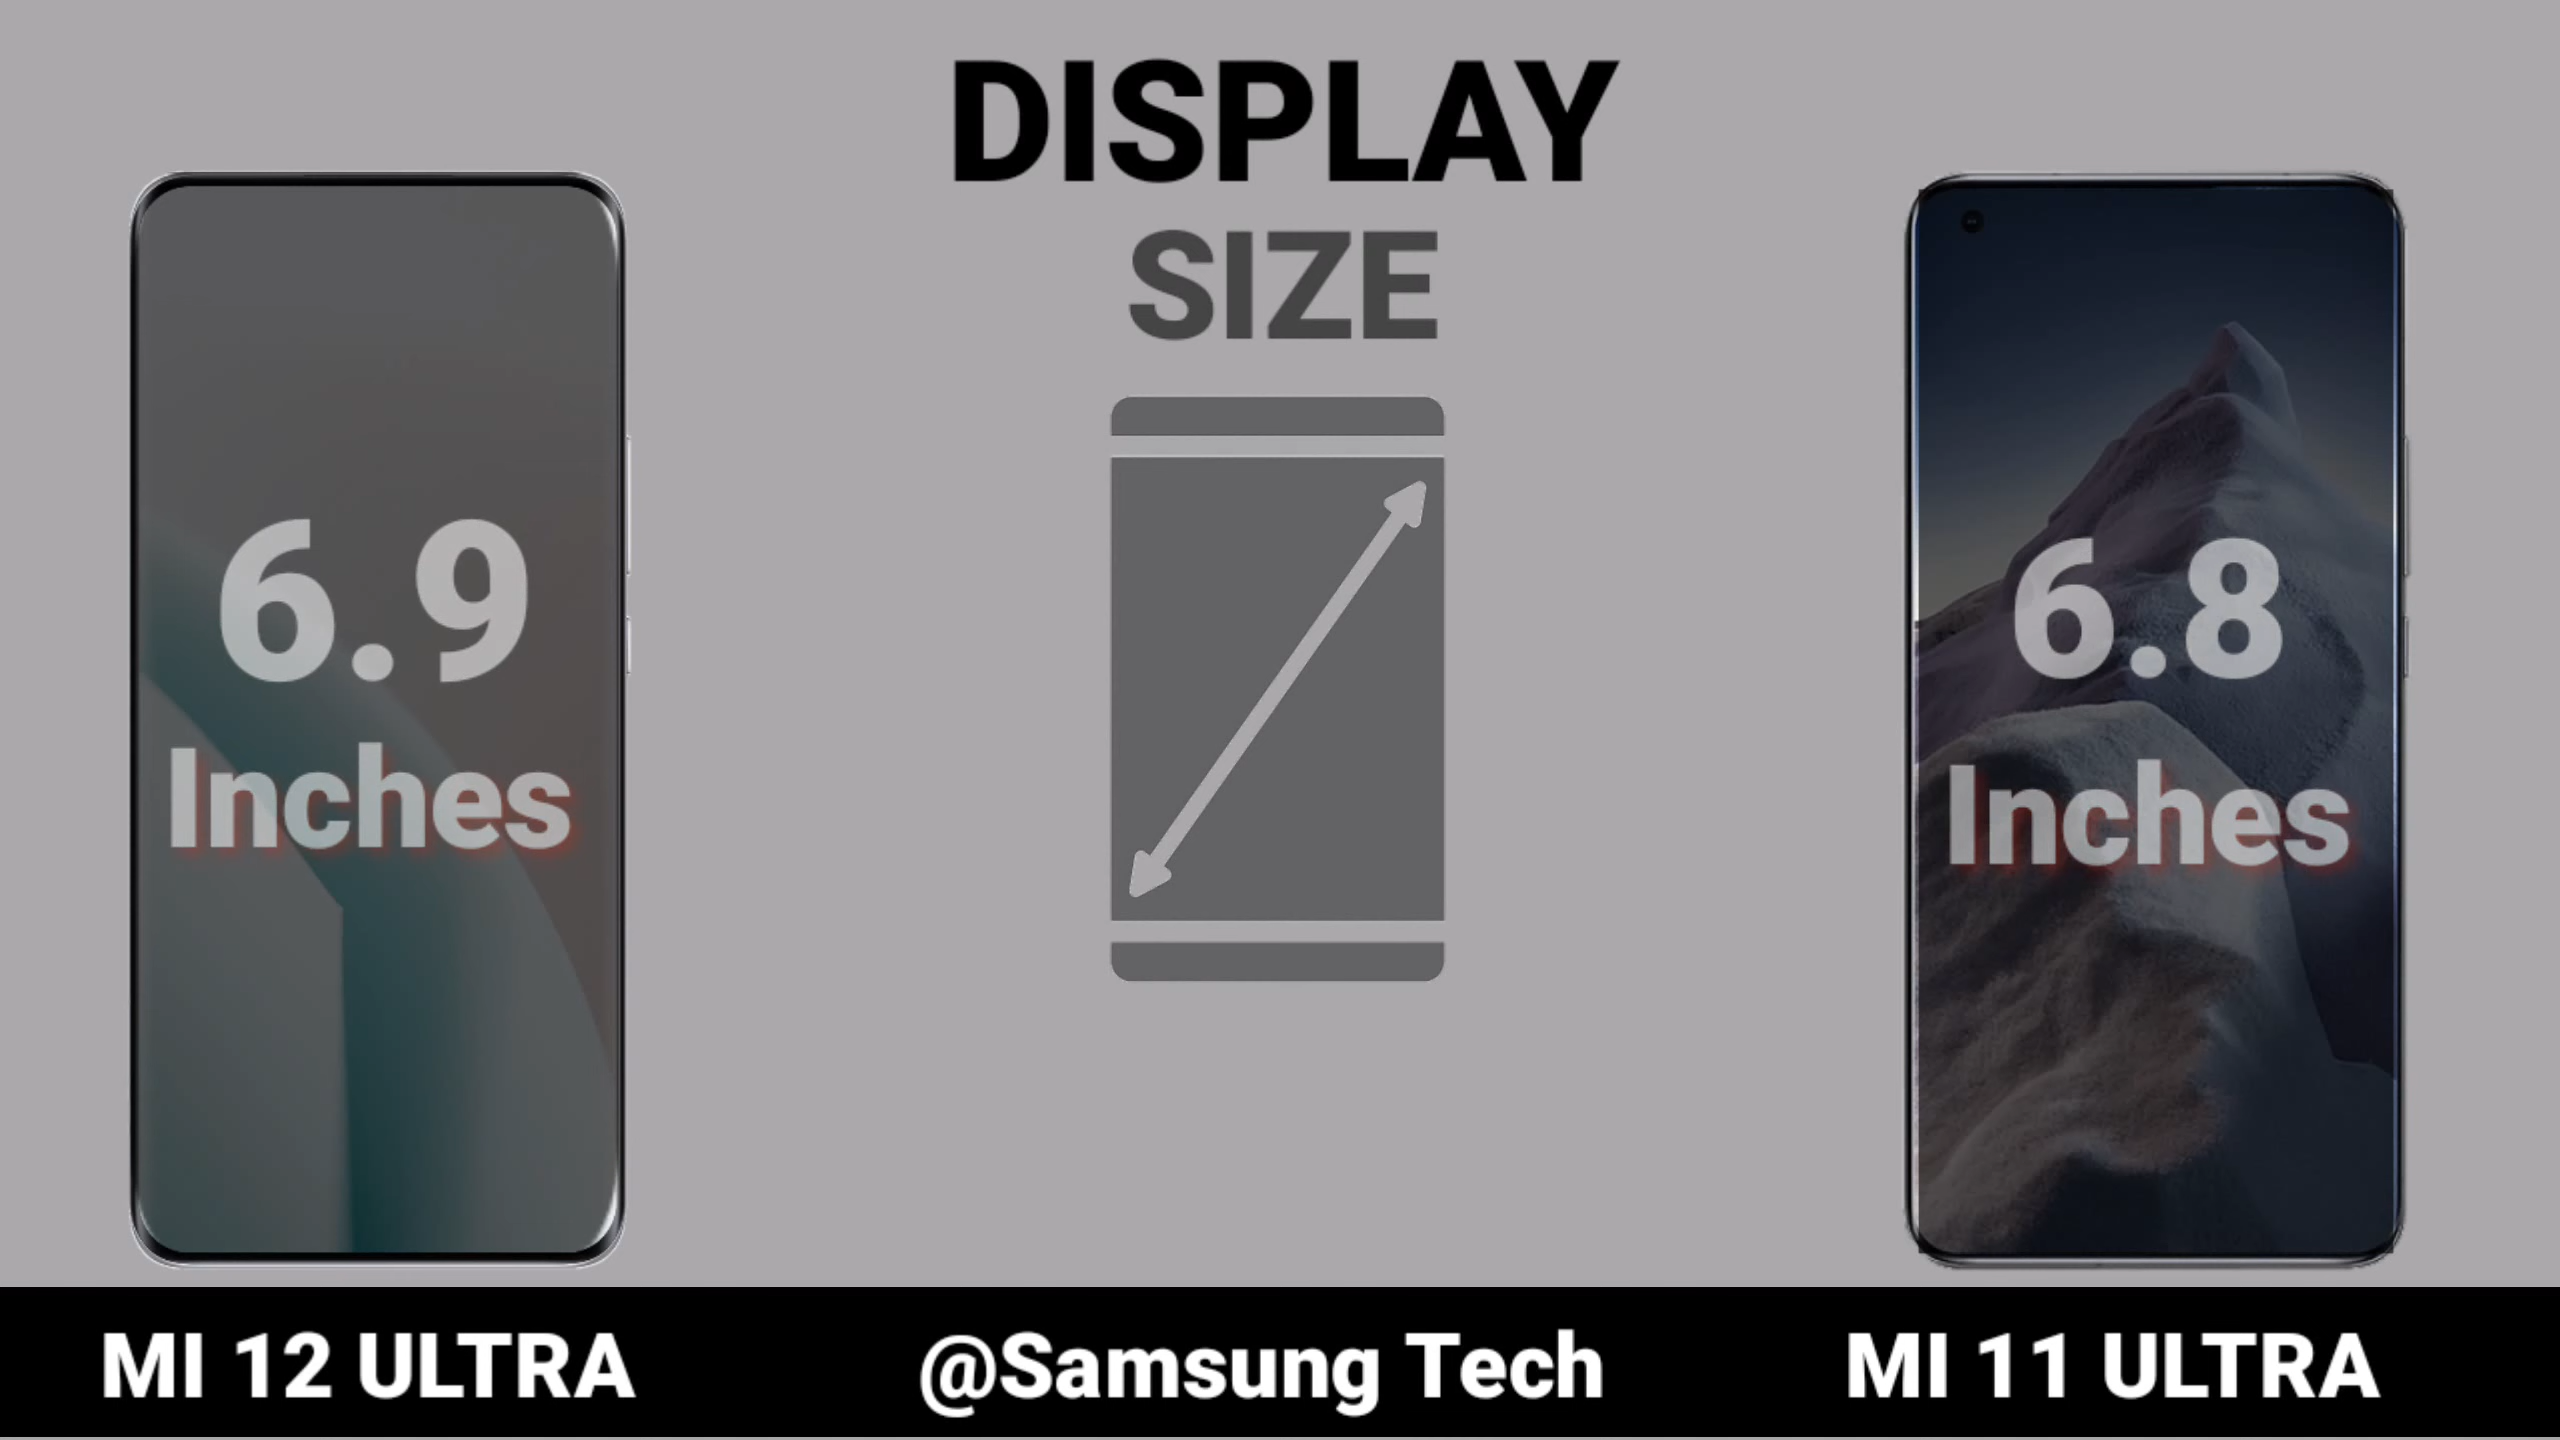 DISPLAY
SIZE
6.9
Inches
6.8
Inches
MI 12 ULTRA
@Samsung Tech
MI 11 ULTRA